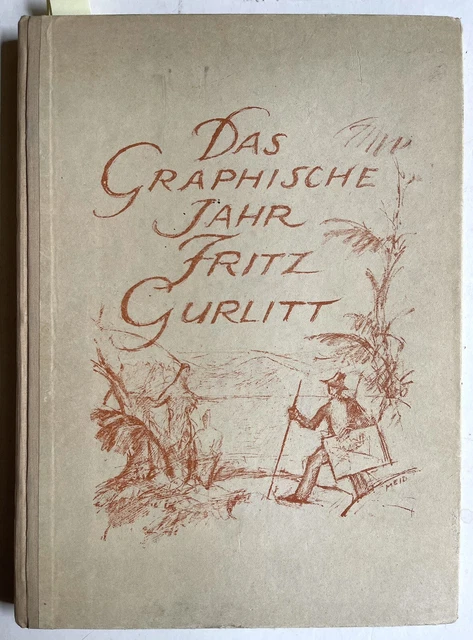 DAS
GRAPHISCHE
JAHR
FRITZ
GURLITT
MEID